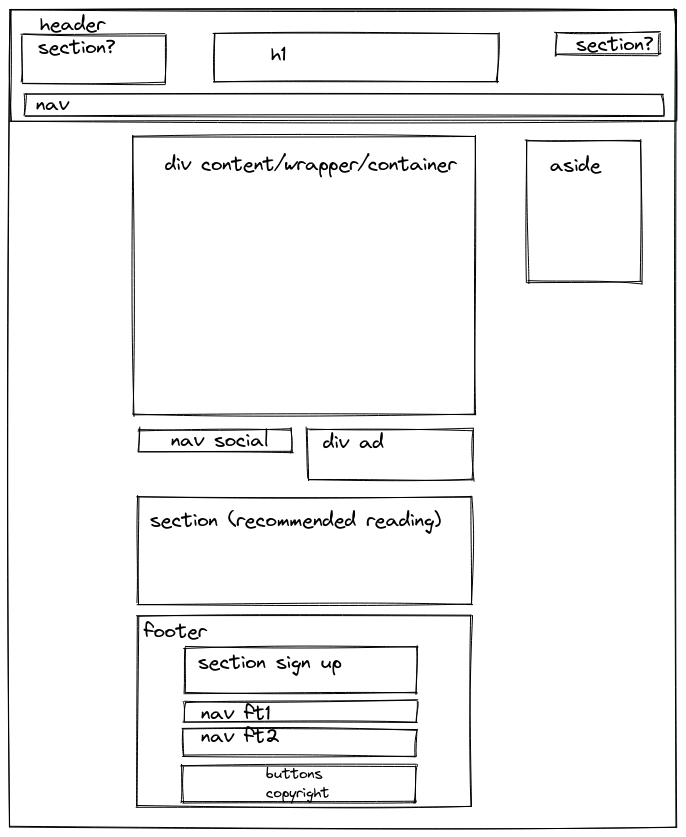 header
section?
h1
section?
nav
div content/wrapper/container
aside
nav social
div ad
section (recommended reading)
footer
section sign up
nav ft1
nav ft2
buttons
copyright